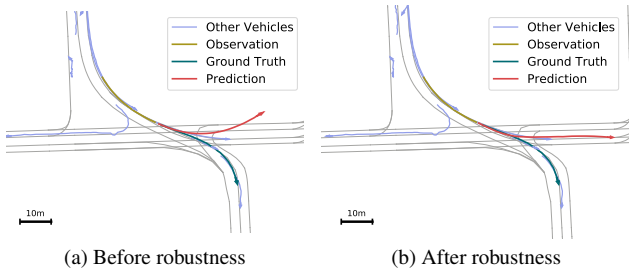 Other Vehicles
Observation
Ground Truth
Prediction
10m
(a) Before robustness
Other Vehicles
Observation
Ground Truth
Prediction
10m
(b) After robustness